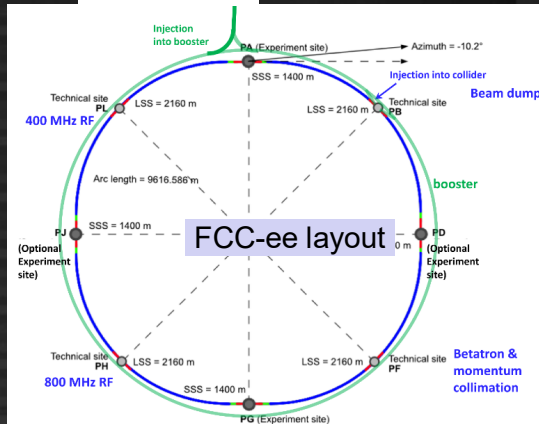 Injection
into booster
PA (Experiment site)
Azimuth = -10.2°
SSS = 1400 m
Injection into collider
Beam dump
Technical site
PL
LSS = 2160 m
400 MHz RF
LSS = 2160 m
Technical site
PB
Arc length = 9616.586 m
booster
PJ
SSS = 1400 m
(Optional
Experiment
site)
FCC-ee layout
0 m
PD
(Optional
Experiment
site)
Technical site
PH
LSS = 2160 m
800 MHz RF
LSS = 2160 m
Technical site
PF
Betatron &
momentum
collimation
SSS = 1400 m
PG (Experiment site)